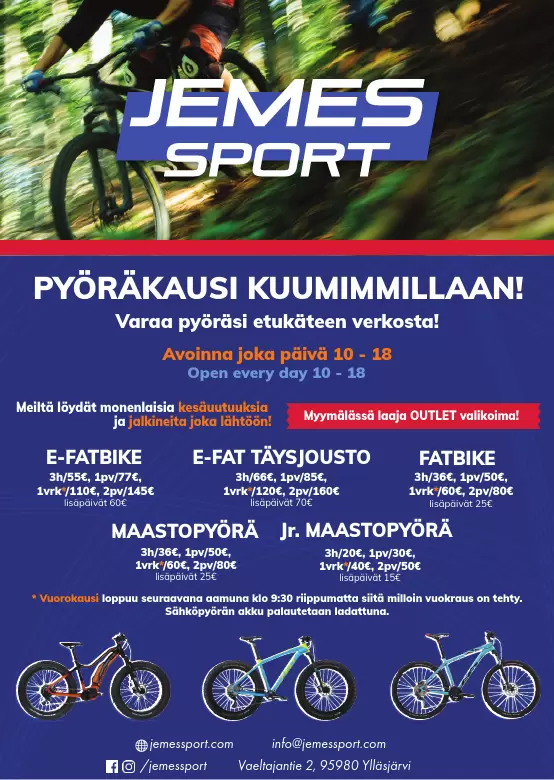 JEMES
SPORT
PYÖRÄKAUSI KUUMIMMILLAAN!
Varaa pyöräsi etukäteen verkosta!
Avoinna joka päivä 10 - 18
Open every day 10 - 18
Meiltä löydät monenlaisia kesäuutuuksia
ja jalkineita joka lähtöön!
Myymälässä laaja OUTLET valikoima!
E-FATBIKE
3h/55€, 1pv/77€,
1vrk*/110€, 2pv/145€
lisäpäivät 60€
E-FAT TÄYSJOUSTO
3h/66€, 1pv/85€,
1vrk*/120€, 2pv/160€
lisäpäivät 70€
FATBIKE
3h/36€, 1pv/50€,
1vrk*/60€, 2pv/80€
lisäpäivät 25€
MAASTOPYÖRÄ
3h/36€, 1pv/50€,
1vrk*/60€, 2pv/80€
lisäpäivät 25€
Jr. MAASTOPYÖRÄ
3h/20€, 1pv/30€,
1vrk*/40€, 2pv/50€
lisäpäivät 15€
* Vuorokausi loppuu seuraavana aamuna klo 9:30 riippumatta siitä milloin vuokraus on tehty.
Sähköpyörän akku palautetaan ladattuna.
jemessport.com
info@jemessport.com
/jemessport
Vaeltajantie 2, 95980 Ylläsjärvi